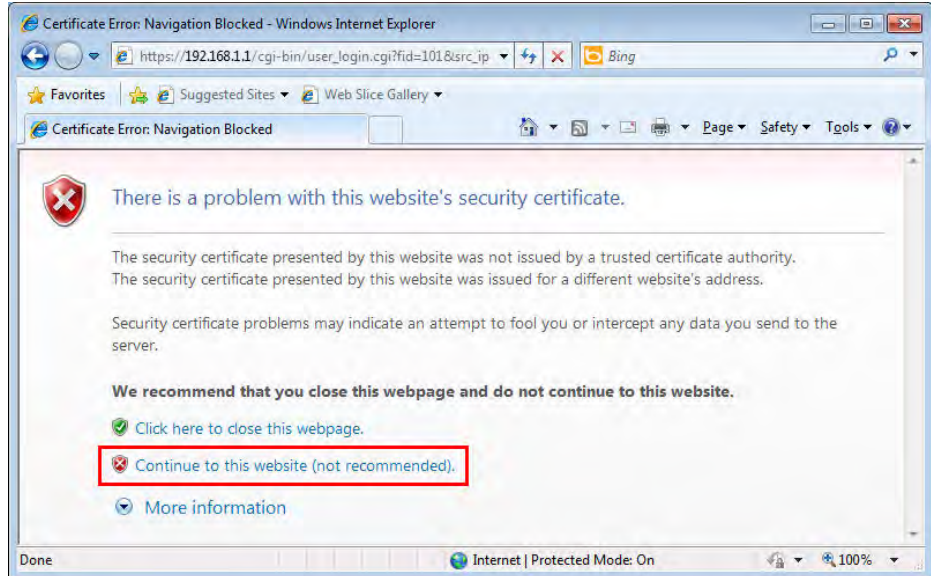 Certificate Error: Navigation Blocked - Windows Internet Explorer
https://192.168.1.1/cgi-bin/user_login.cgi?fid=101&src_ip
Bing
Favorites Suggested Sites Web Slice Gallery
Certificate Error: Navigation Blocked
Page Safety Tools
There is a problem with this website's security certificate.
The security certificate presented by this website was not issued by a trusted certificate authority.
The security certificate presented by this website was issued for a different website's address.
Security certificate problems may indicate an attempt to fool you or intercept any data you send to the
server.
We recommend that you close this webpage and do not continue to this website.
Click here to close this webpage.
Continue to this website (not recommended).
More information
Done Internet | Protected Mode: On 100%